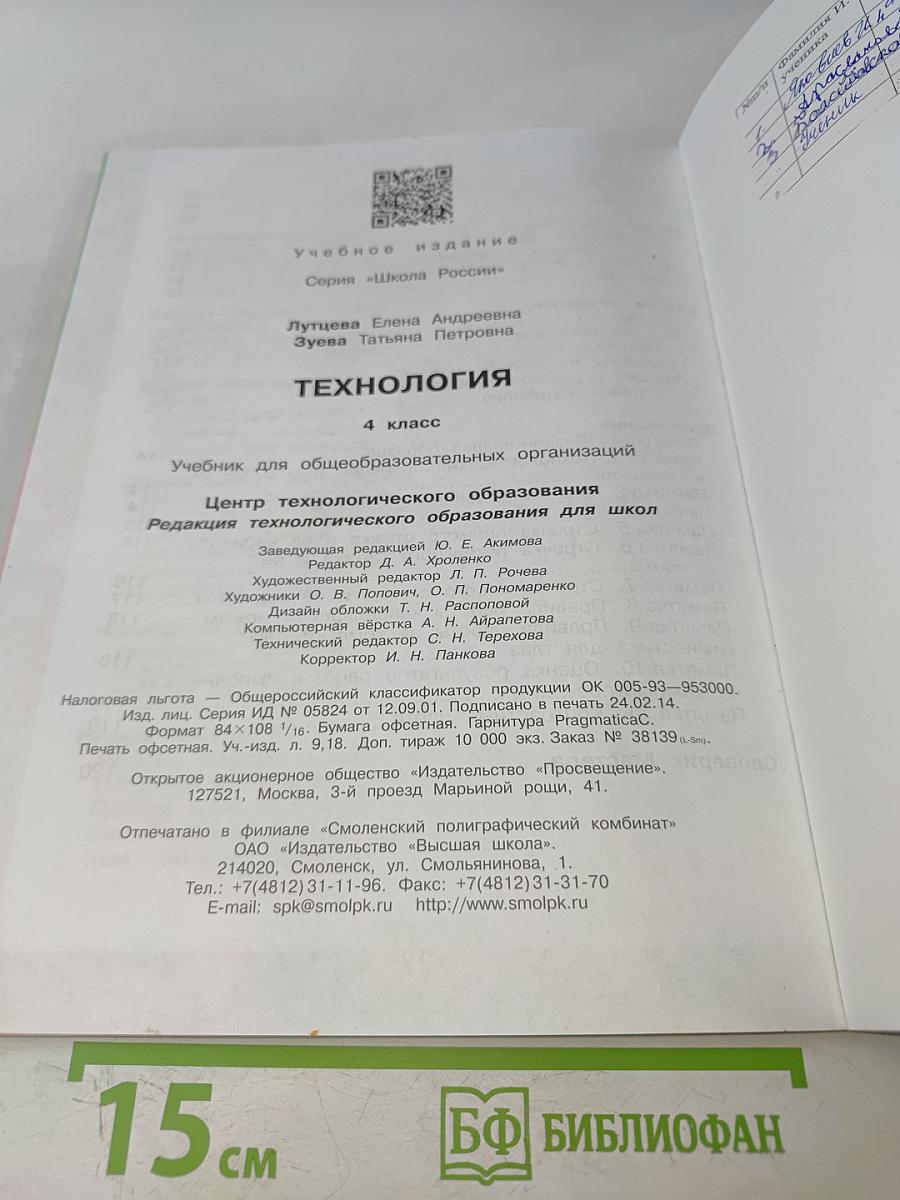 Учебное издание
Серия «Школа России»
Лутцева Елена Андреевна
Зуева Татьяна Петровна
ТЕХНОЛОГИЯ
4 класс
Учебник для общеобразовательных организаций
Центр технологического образования
Редакция технологического образования для школ
Заведующая редакцией Ю. Е. Акимова
Редактор Д. А. Хроленко
Художественный редактор Л. П. Рочева
Художники О. В. Попович, О. П. Пономаренко
Дизайн обложки Т. Н. Распоповой
Компьютерная вёрстка А. Н. Айрапетова
Технический редактор С. Н. Терехова
Корректор И. Н. Панкова
Налоговая льгота — Общероссийский классификатор продукции ОК 005-93—953000.
Изд. лиц. Серия ИД № 05824 от 12.09.01. Подписано в печать 24.02.14.
Формат 84×108 1/16. Бумага офсетная. Гарнитура PragmaticaC.
Печать офсетная. Уч.-изд. л. 9,18. Доп. тираж 10 000 экз. Заказ № 38139 (L-Sm).
Открытое акционерное общество «Издательство «Просвещение».
127521, Москва, 3-й проезд Марьиной рощи, 41.
Отпечатано в филиале «Смоленский полиграфический комбинат»
ОАО «Издательство «Высшая школа».
214020, Смоленск, ул. Смольянинова, 1.
Тел.: +7(4812)31-11-96. Факс: +7(4812)31-31-70
E-mail: spk@smolpk.ru http://www.smolpk.ru
№п/п Фамилия И.
ученика
1
2
3 Ученик
15 см
БФ БИБЛИОФАН